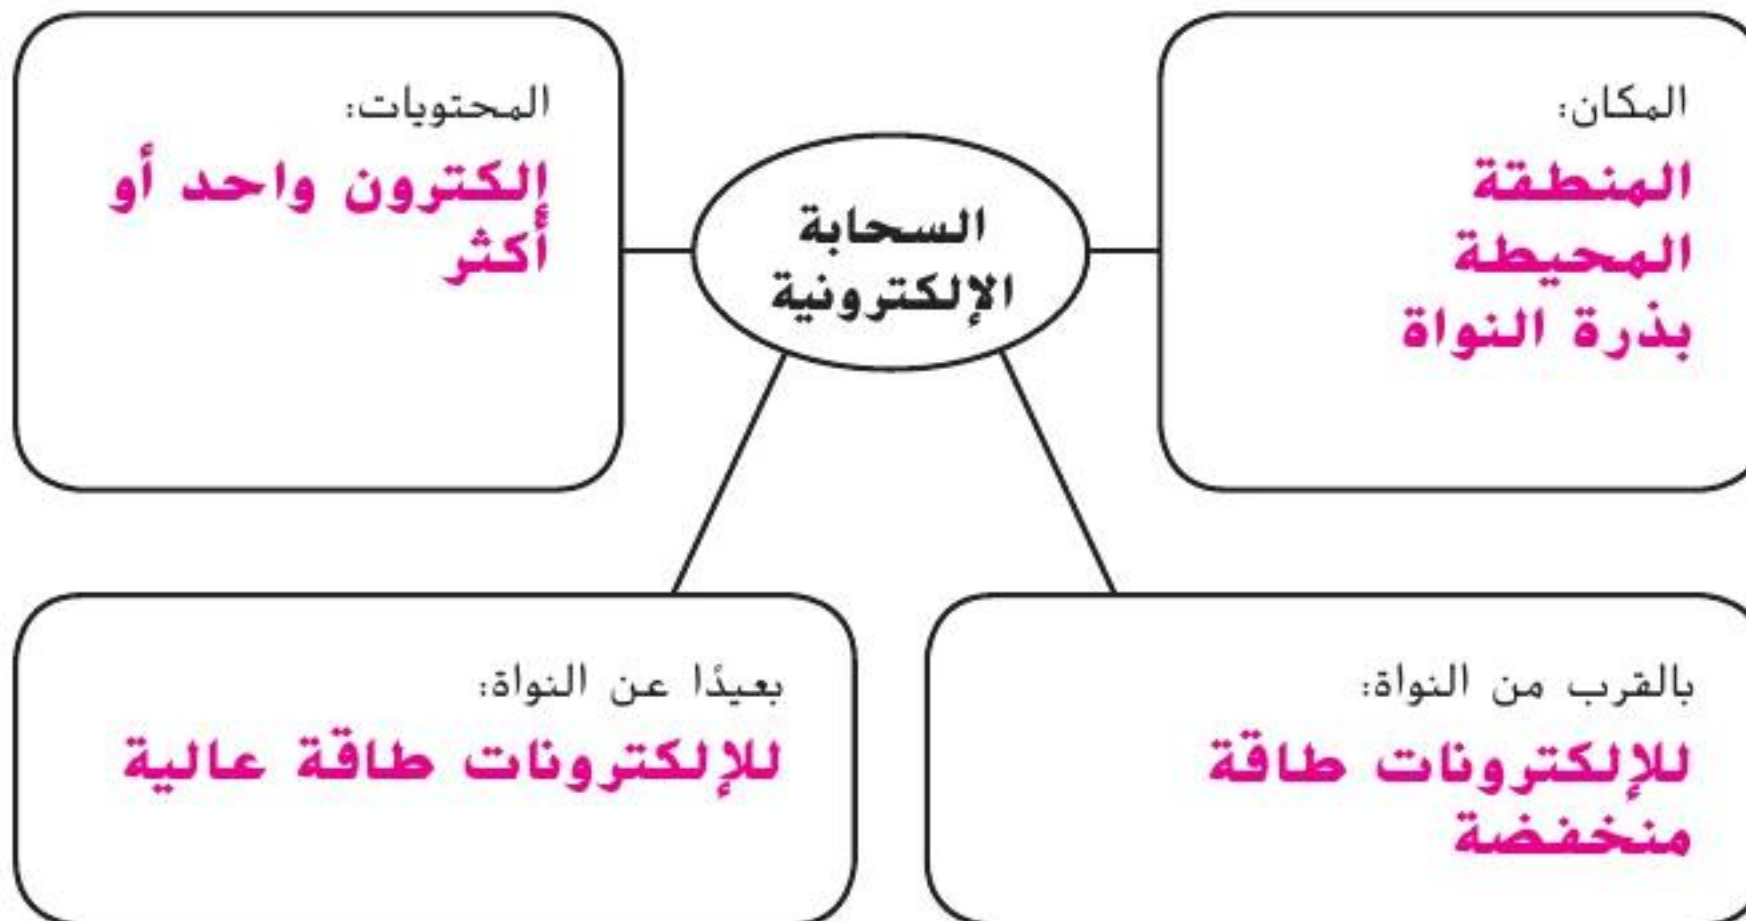 المكان:
المنطقة
المحيطة
بذرة النواة
السحابة
الإلكترونية
المحتويات:
إلكترون واحد أو
أكثر
بالقرب من النواة:
للإلكترونات طاقة
منخفضة
بعيدًا عن النواة:
للإلكترونات طاقة عالية